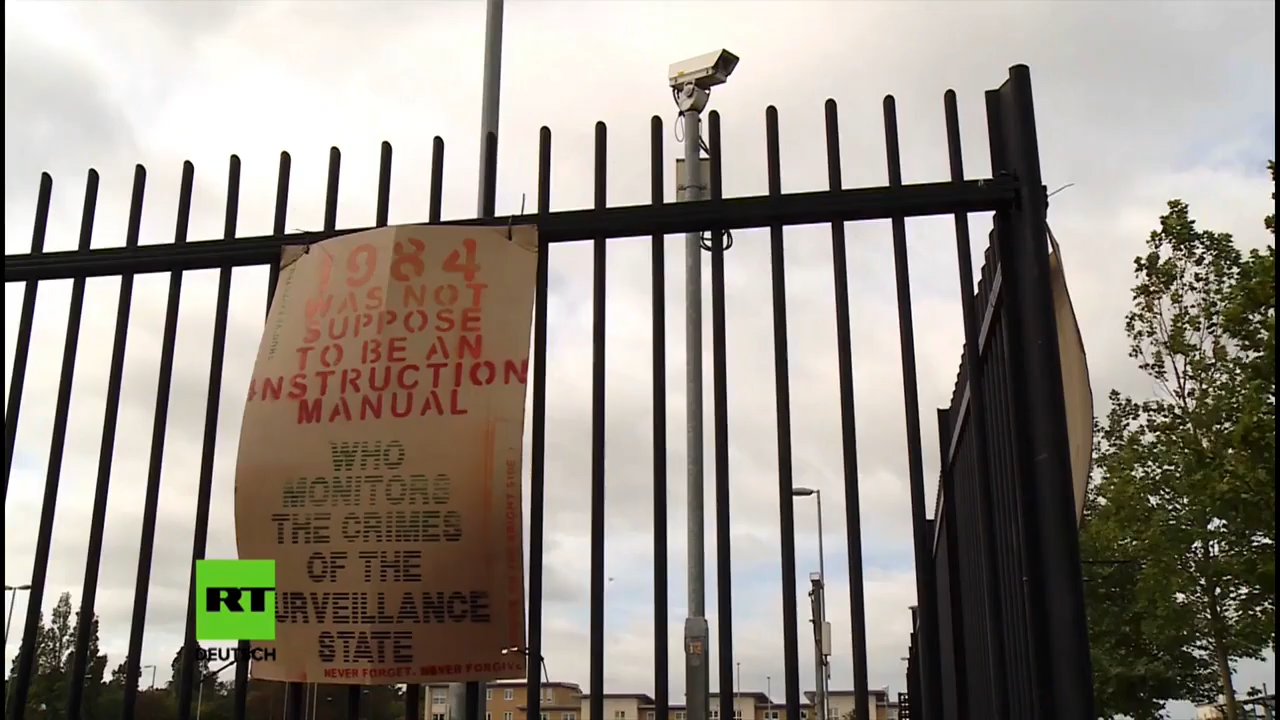 1984
WAS NOT
SUPPOSE
TO BE AN
INSTRUCTION
MANUAL
WHO
MONITORS
THE CRIMES
OF THE
SURVEILLANCE
STATE
NEVER FORGET. NEVER FORGIVE
RT
DEUTSCH